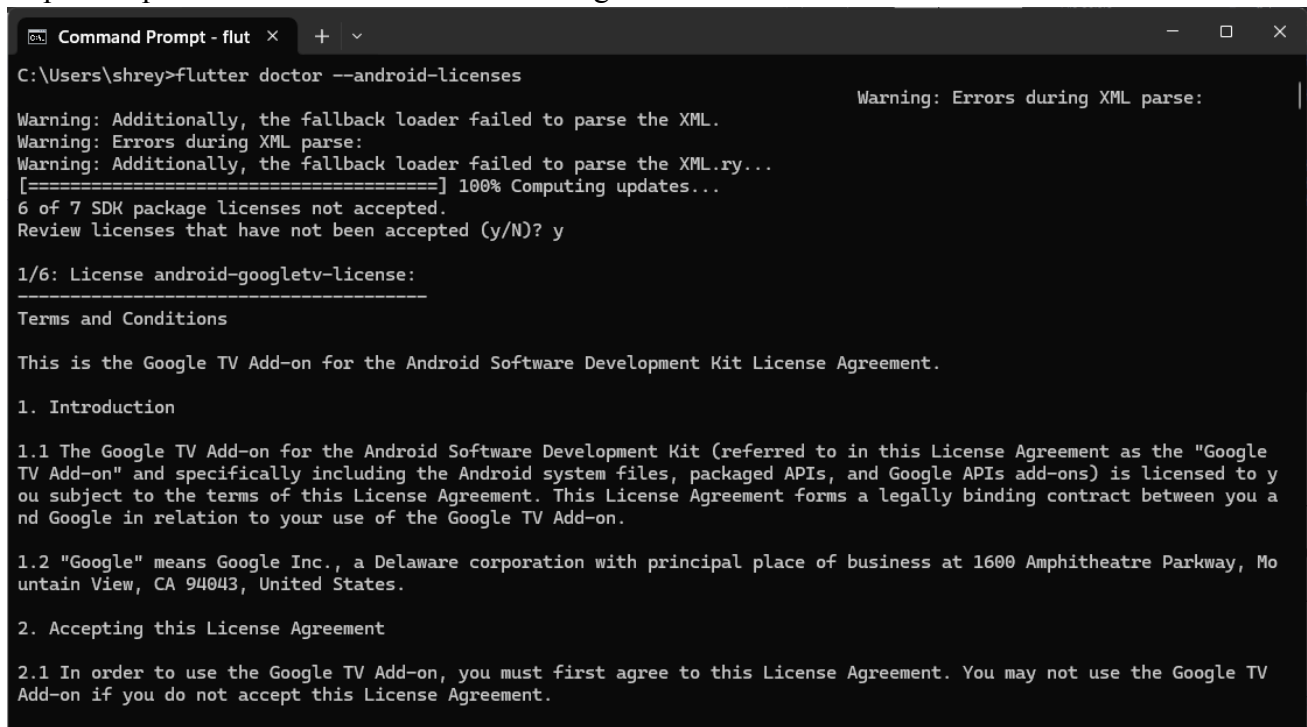 Command Prompt - flut
C:\Users\shrey>flutter doctor --android-licenses
Warning: Errors during XML parse:
Warning: Additionally, the fallback loader failed to parse the XML.
Warning: Errors during XML parse:
Warning: Additionally, the fallback loader failed to parse the XML.ry...
[=======================================] 100% Computing updates...
6 of 7 SDK package licenses not accepted.
Review licenses that have not been accepted (y/N)? y
1/6: License android-googletv-license:
---------------------------------------
Terms and Conditions
This is the Google TV Add-on for the Android Software Development Kit License Agreement.
1. Introduction
1.1 The Google TV Add-on for the Android Software Development Kit (referred to in this License Agreement as the "Google
TV Add-on" and specifically including the Android system files, packaged APIs, and Google APIs add-ons) is licensed to y
ou subject to the terms of this License Agreement. This License Agreement forms a legally binding contract between you a
nd Google in relation to your use of the Google TV Add-on.
1.2 "Google" means Google Inc., a Delaware corporation with principal place of business at 1600 Amphitheatre Parkway, Mo
untain View, CA 94043, United States.
2. Accepting this License Agreement
2.1 In order to use the Google TV Add-on, you must first agree to this License Agreement. You may not use the Google TV
Add-on if you do not accept this License Agreement.